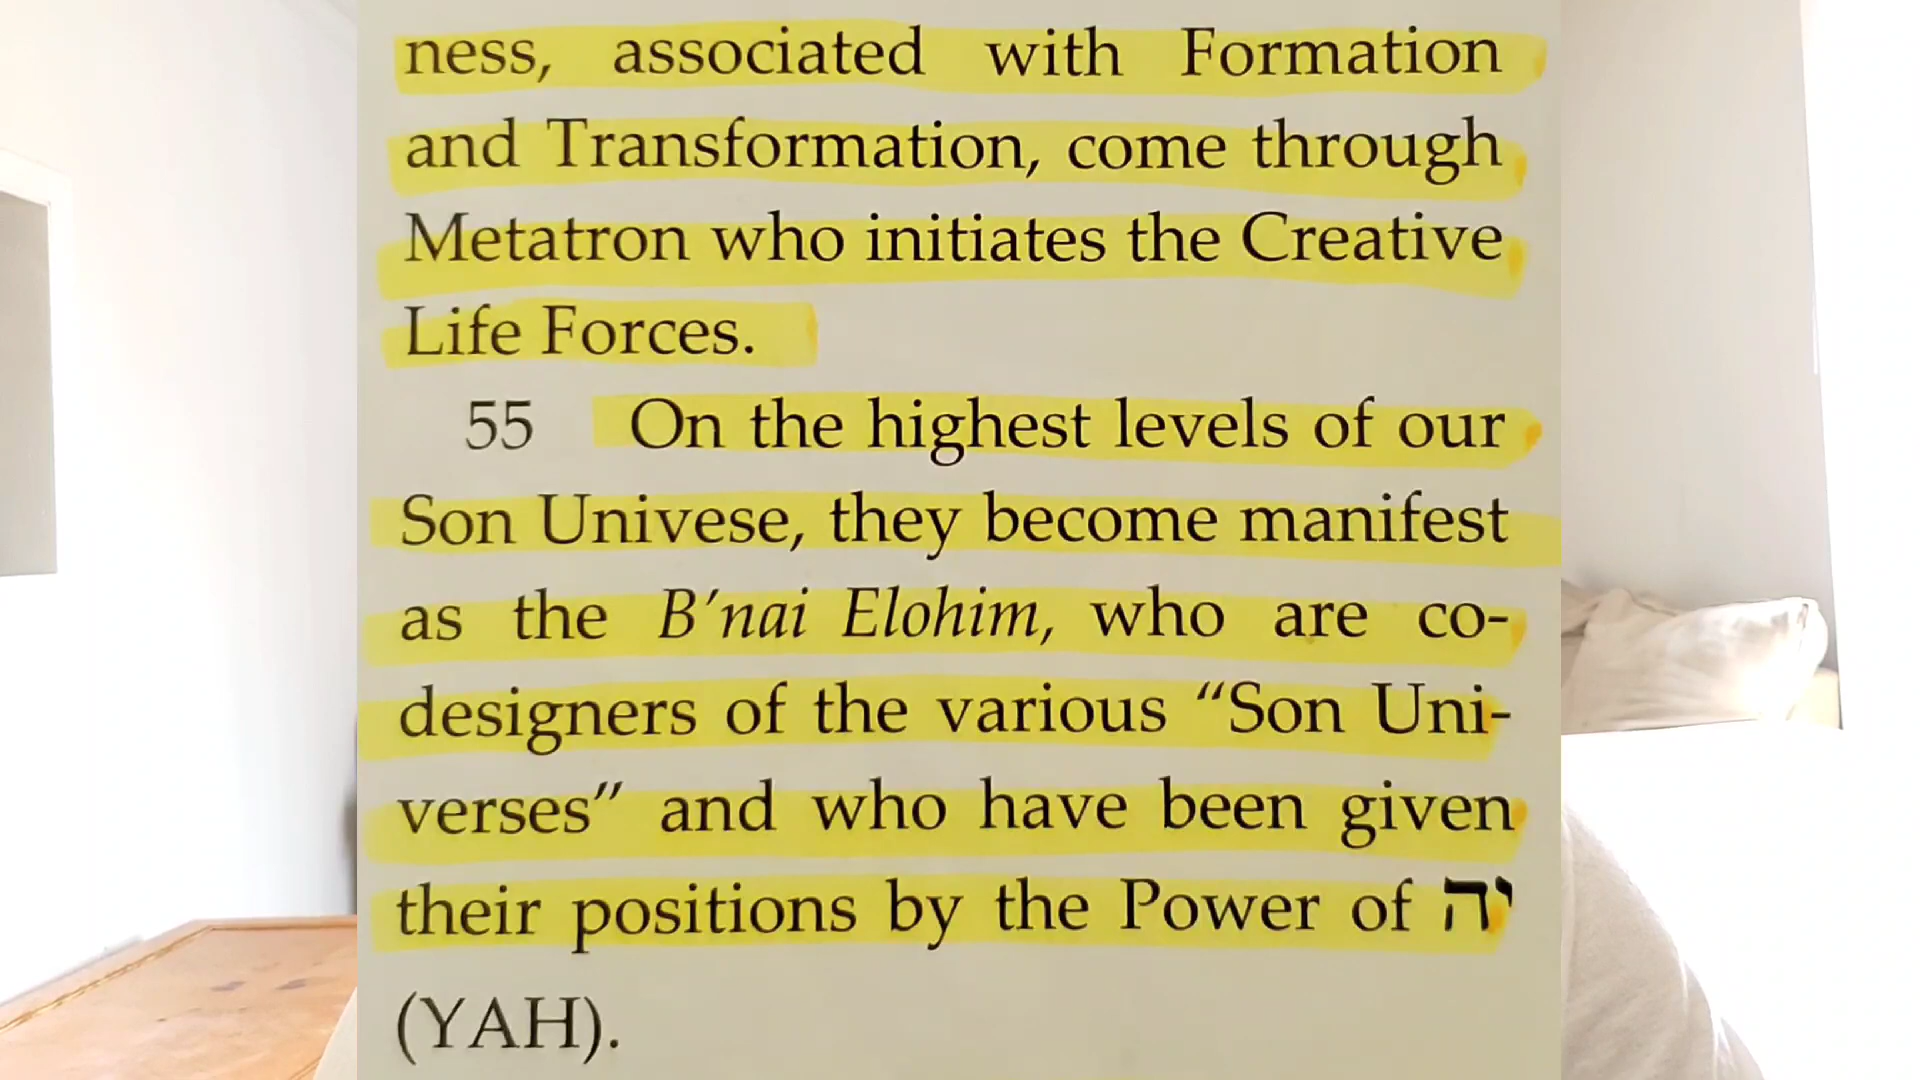 ness, associated with Formation
and Transformation, come through
Metatron who initiates the Creative
Life Forces.
55 On the highest levels of our
Son Univese, they become manifest
as the B’nai Elohim, who are co-
designers of the various “Son Uni-
verses” and who have been given
their positions by the Power of יה
(YAH).